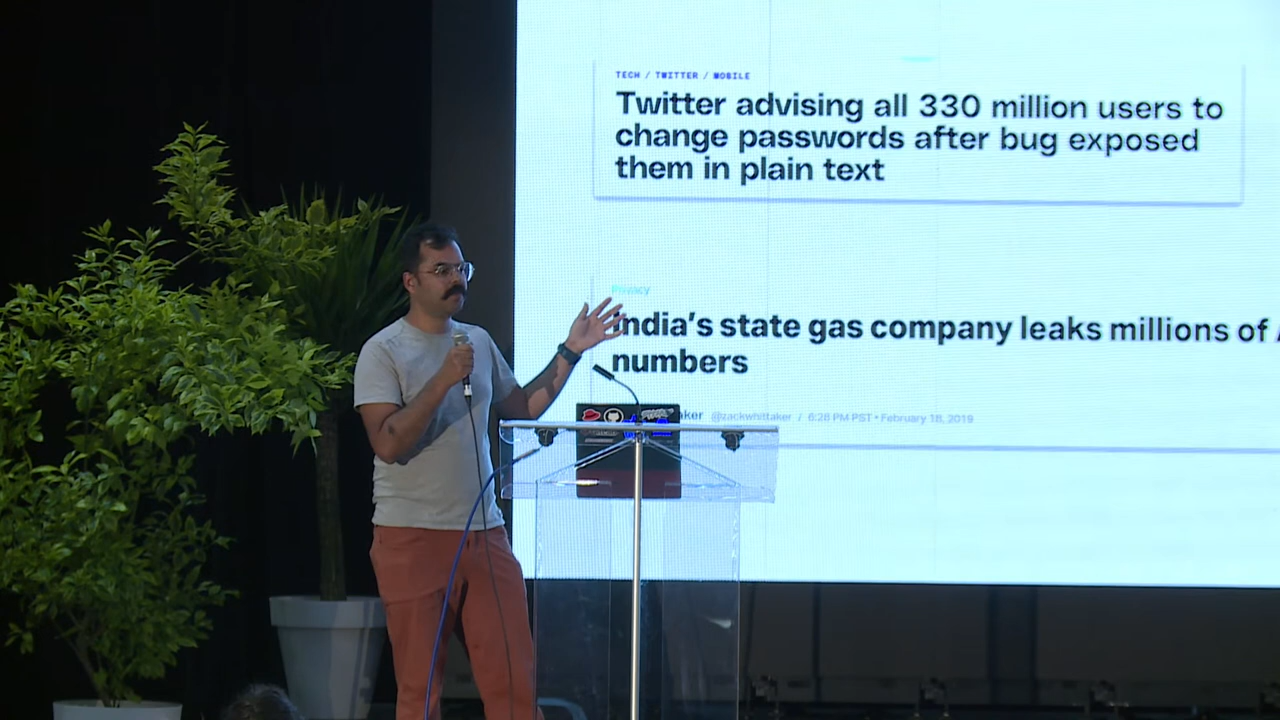 TECH / TWITTER / MOBILE
Twitter advising all 330 million users to
change passwords after bug exposed
them in plain text
Privacy
India's state gas company leaks millions of
numbers
@zackwhittaker / 6:28 PM PST • February 18, 2019